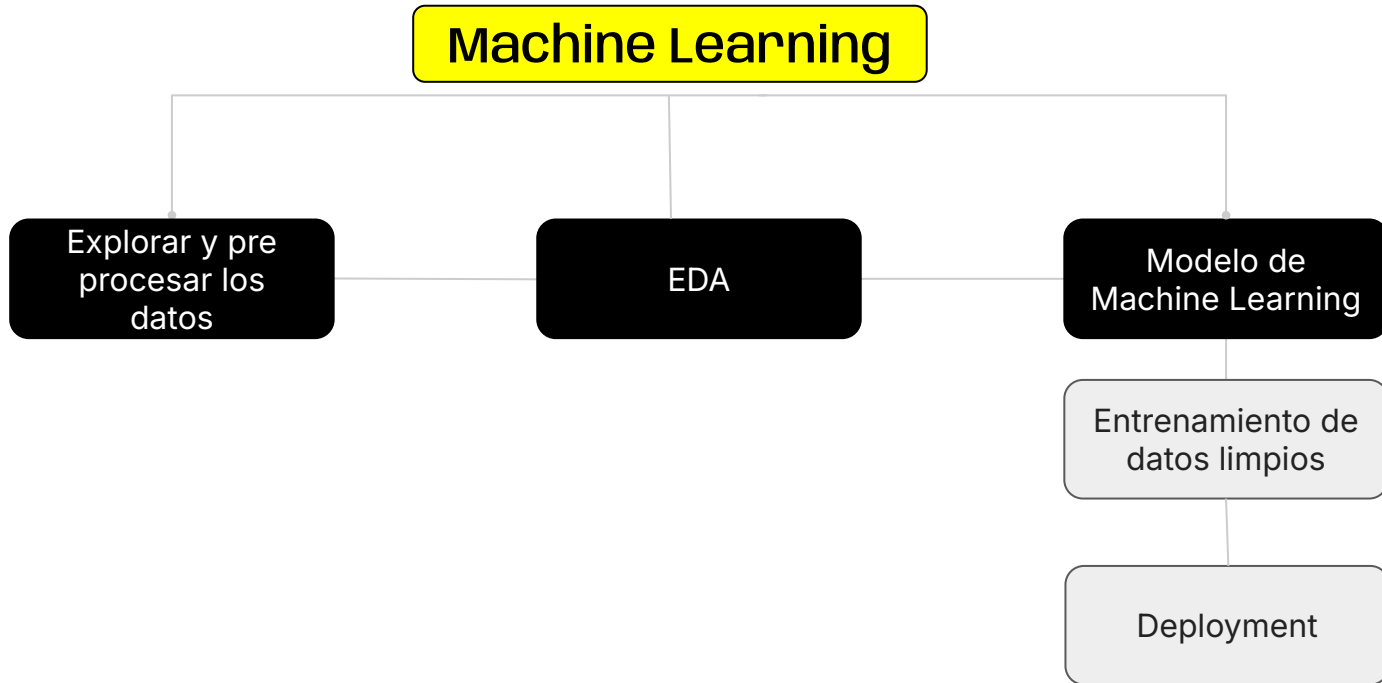 Machine Learning
Explorar y pre
procesar los
datos
EDA
Modelo de
Machine Learning
Entrenamiento de
datos limpios
Deployment